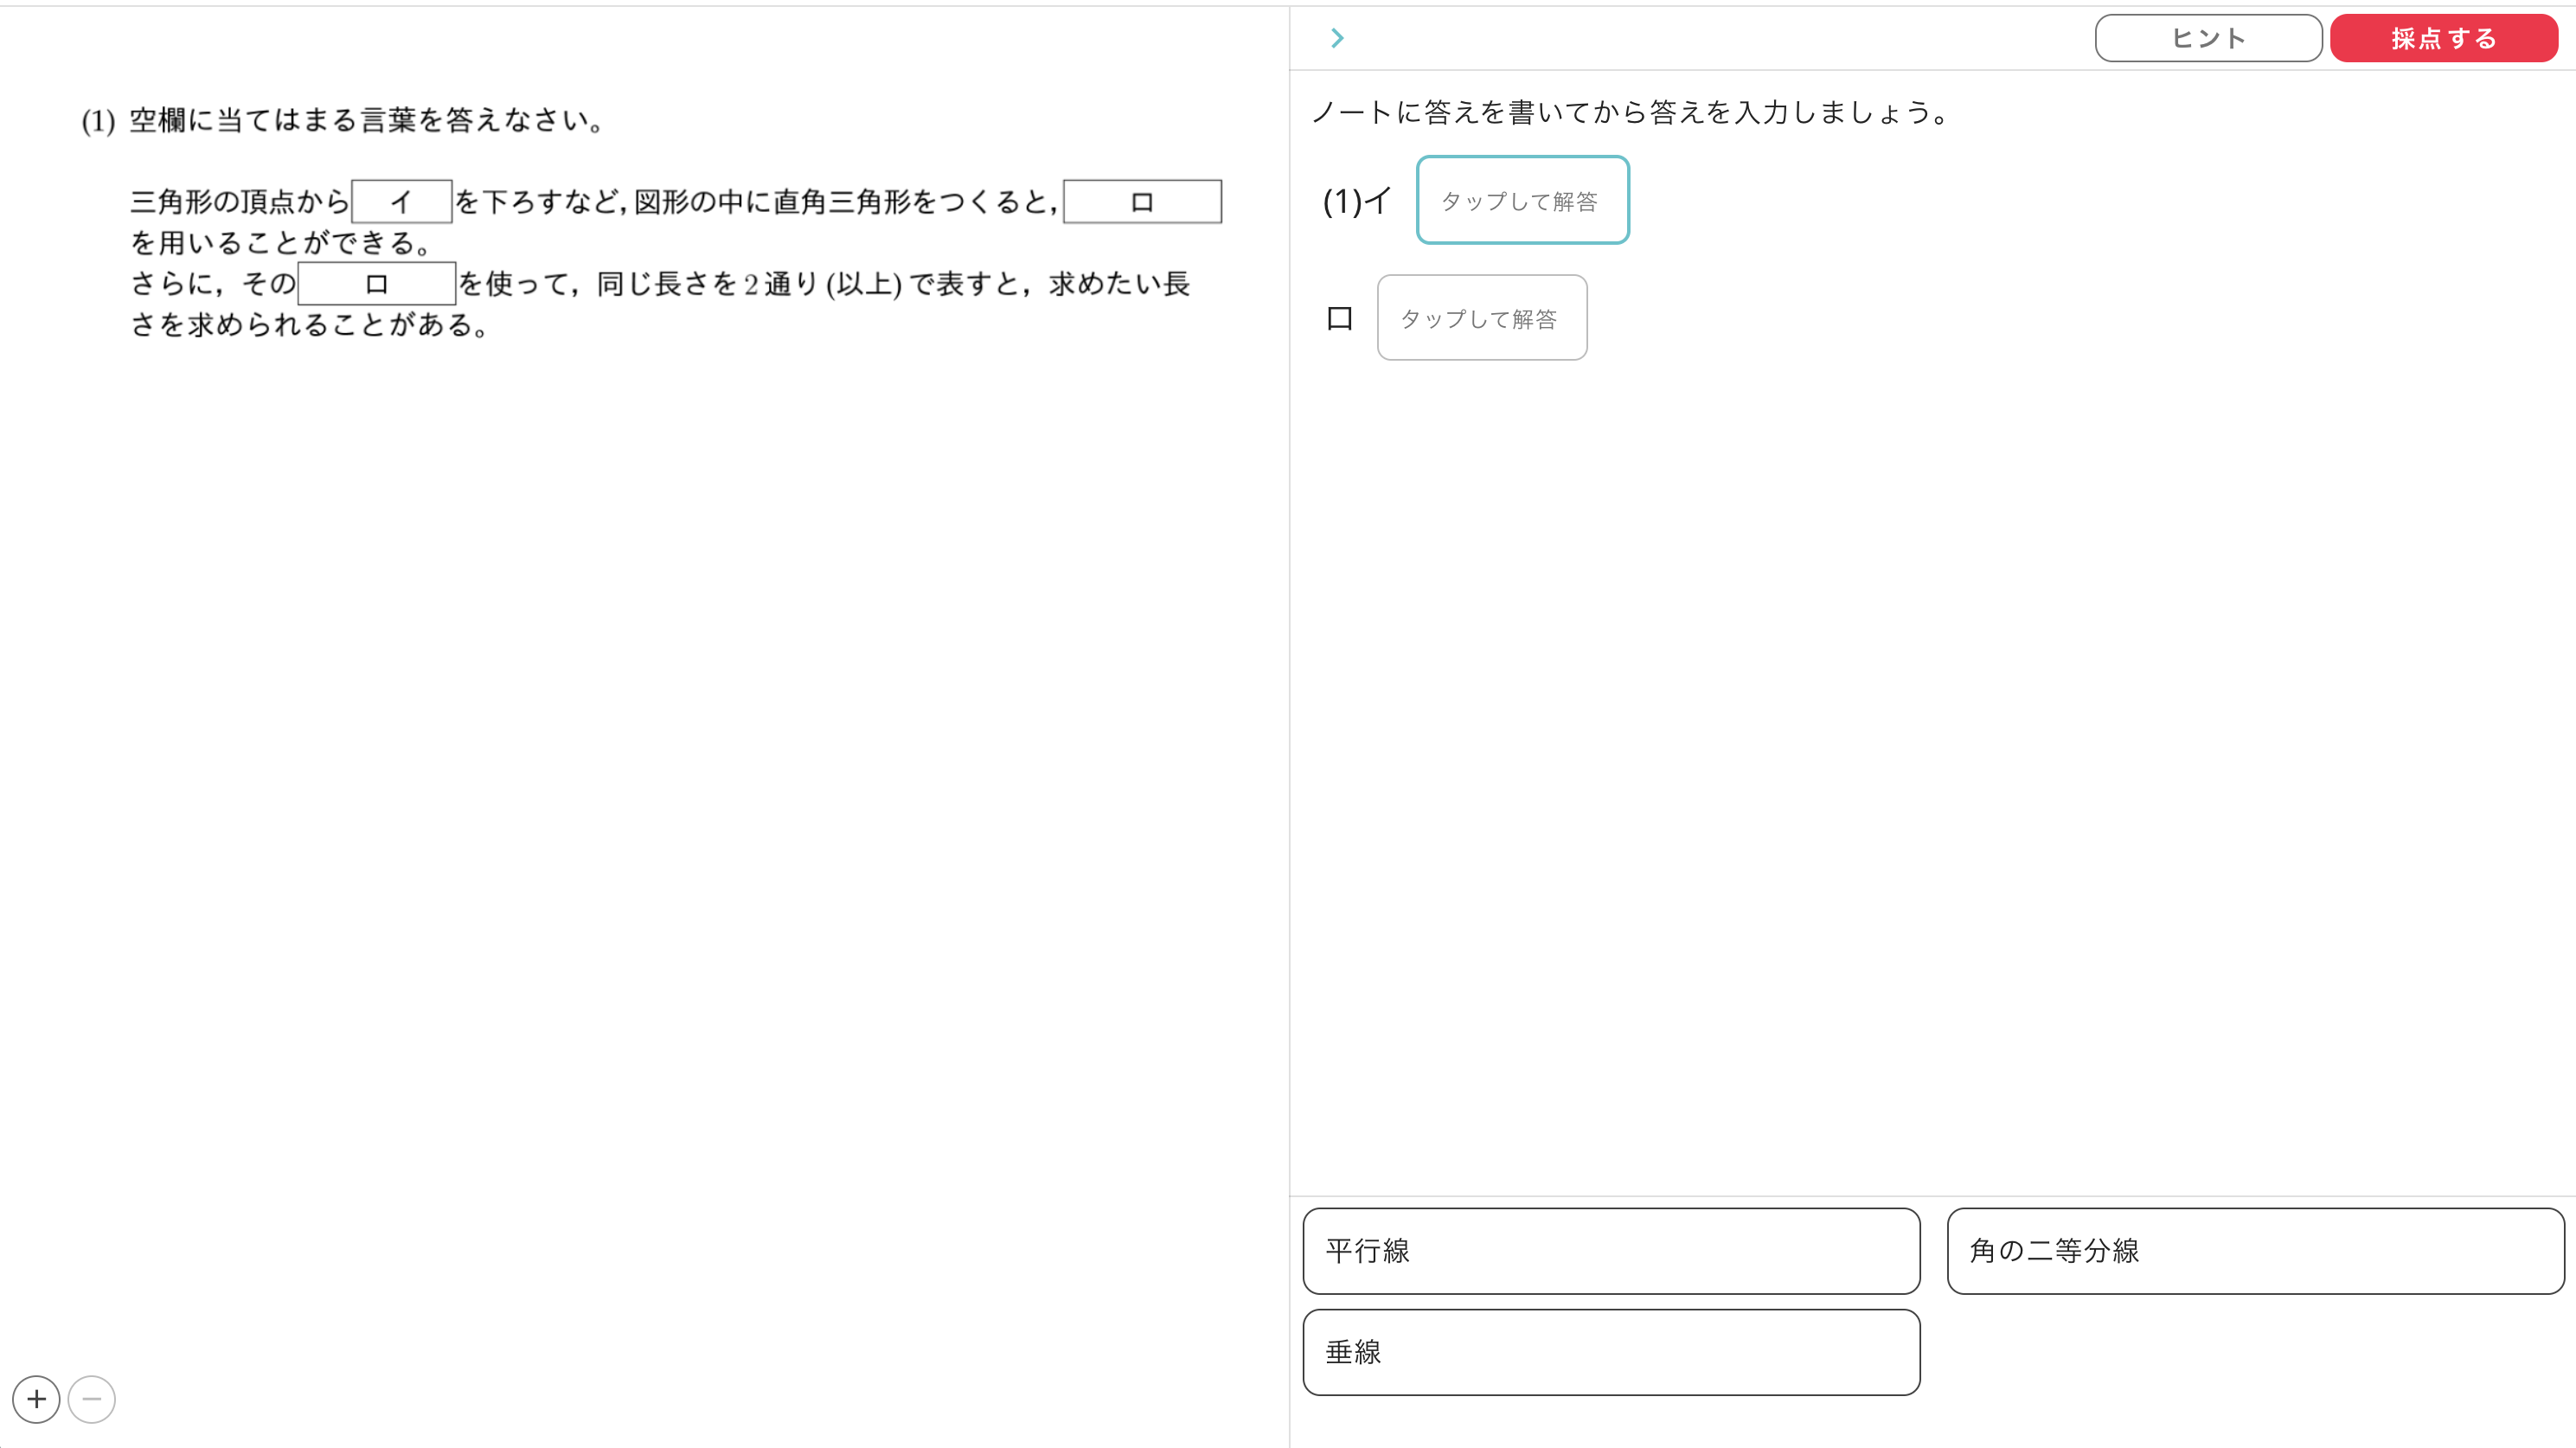 (1) 空欄に当てはまる言葉を答えなさい。
三角形の頂点からイを下ろすなど,図形の中に直角三角形をつくると,ロ
を用いることができる。
さらに，そのロを使って，同じ長さを2通り(以上)で表すと，求めたい長
さを求められることがある。
ヒント
採点する
ノートに答えを書いてから答えを入力しましょう。
(1)イ タップして解答
ロ タップして解答
平行線
角の二等分線
垂線